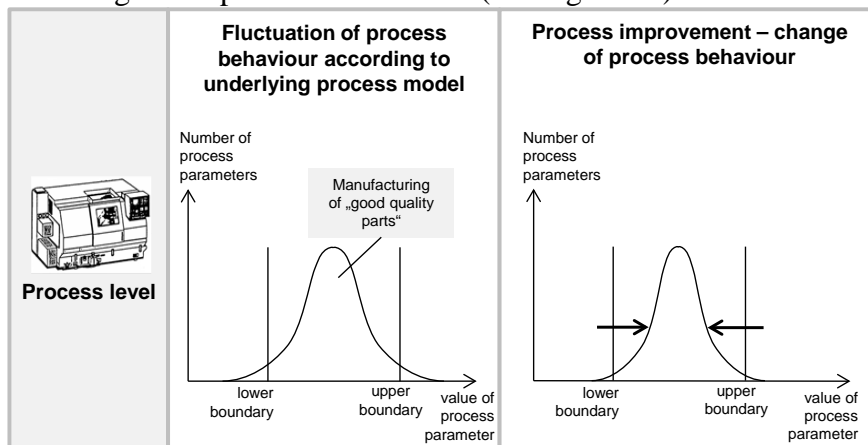 Fluctuation of process
behaviour according to
underlying process model
Process improvement – change
of process behaviour
Number of
process
parameters
Manufacturing
of „good quality
parts“
Process level
lower
boundary
upper
boundary
value of
process
parameter
Number of
process
parameters
lower
boundary
upper
boundary
value of
process
parameter